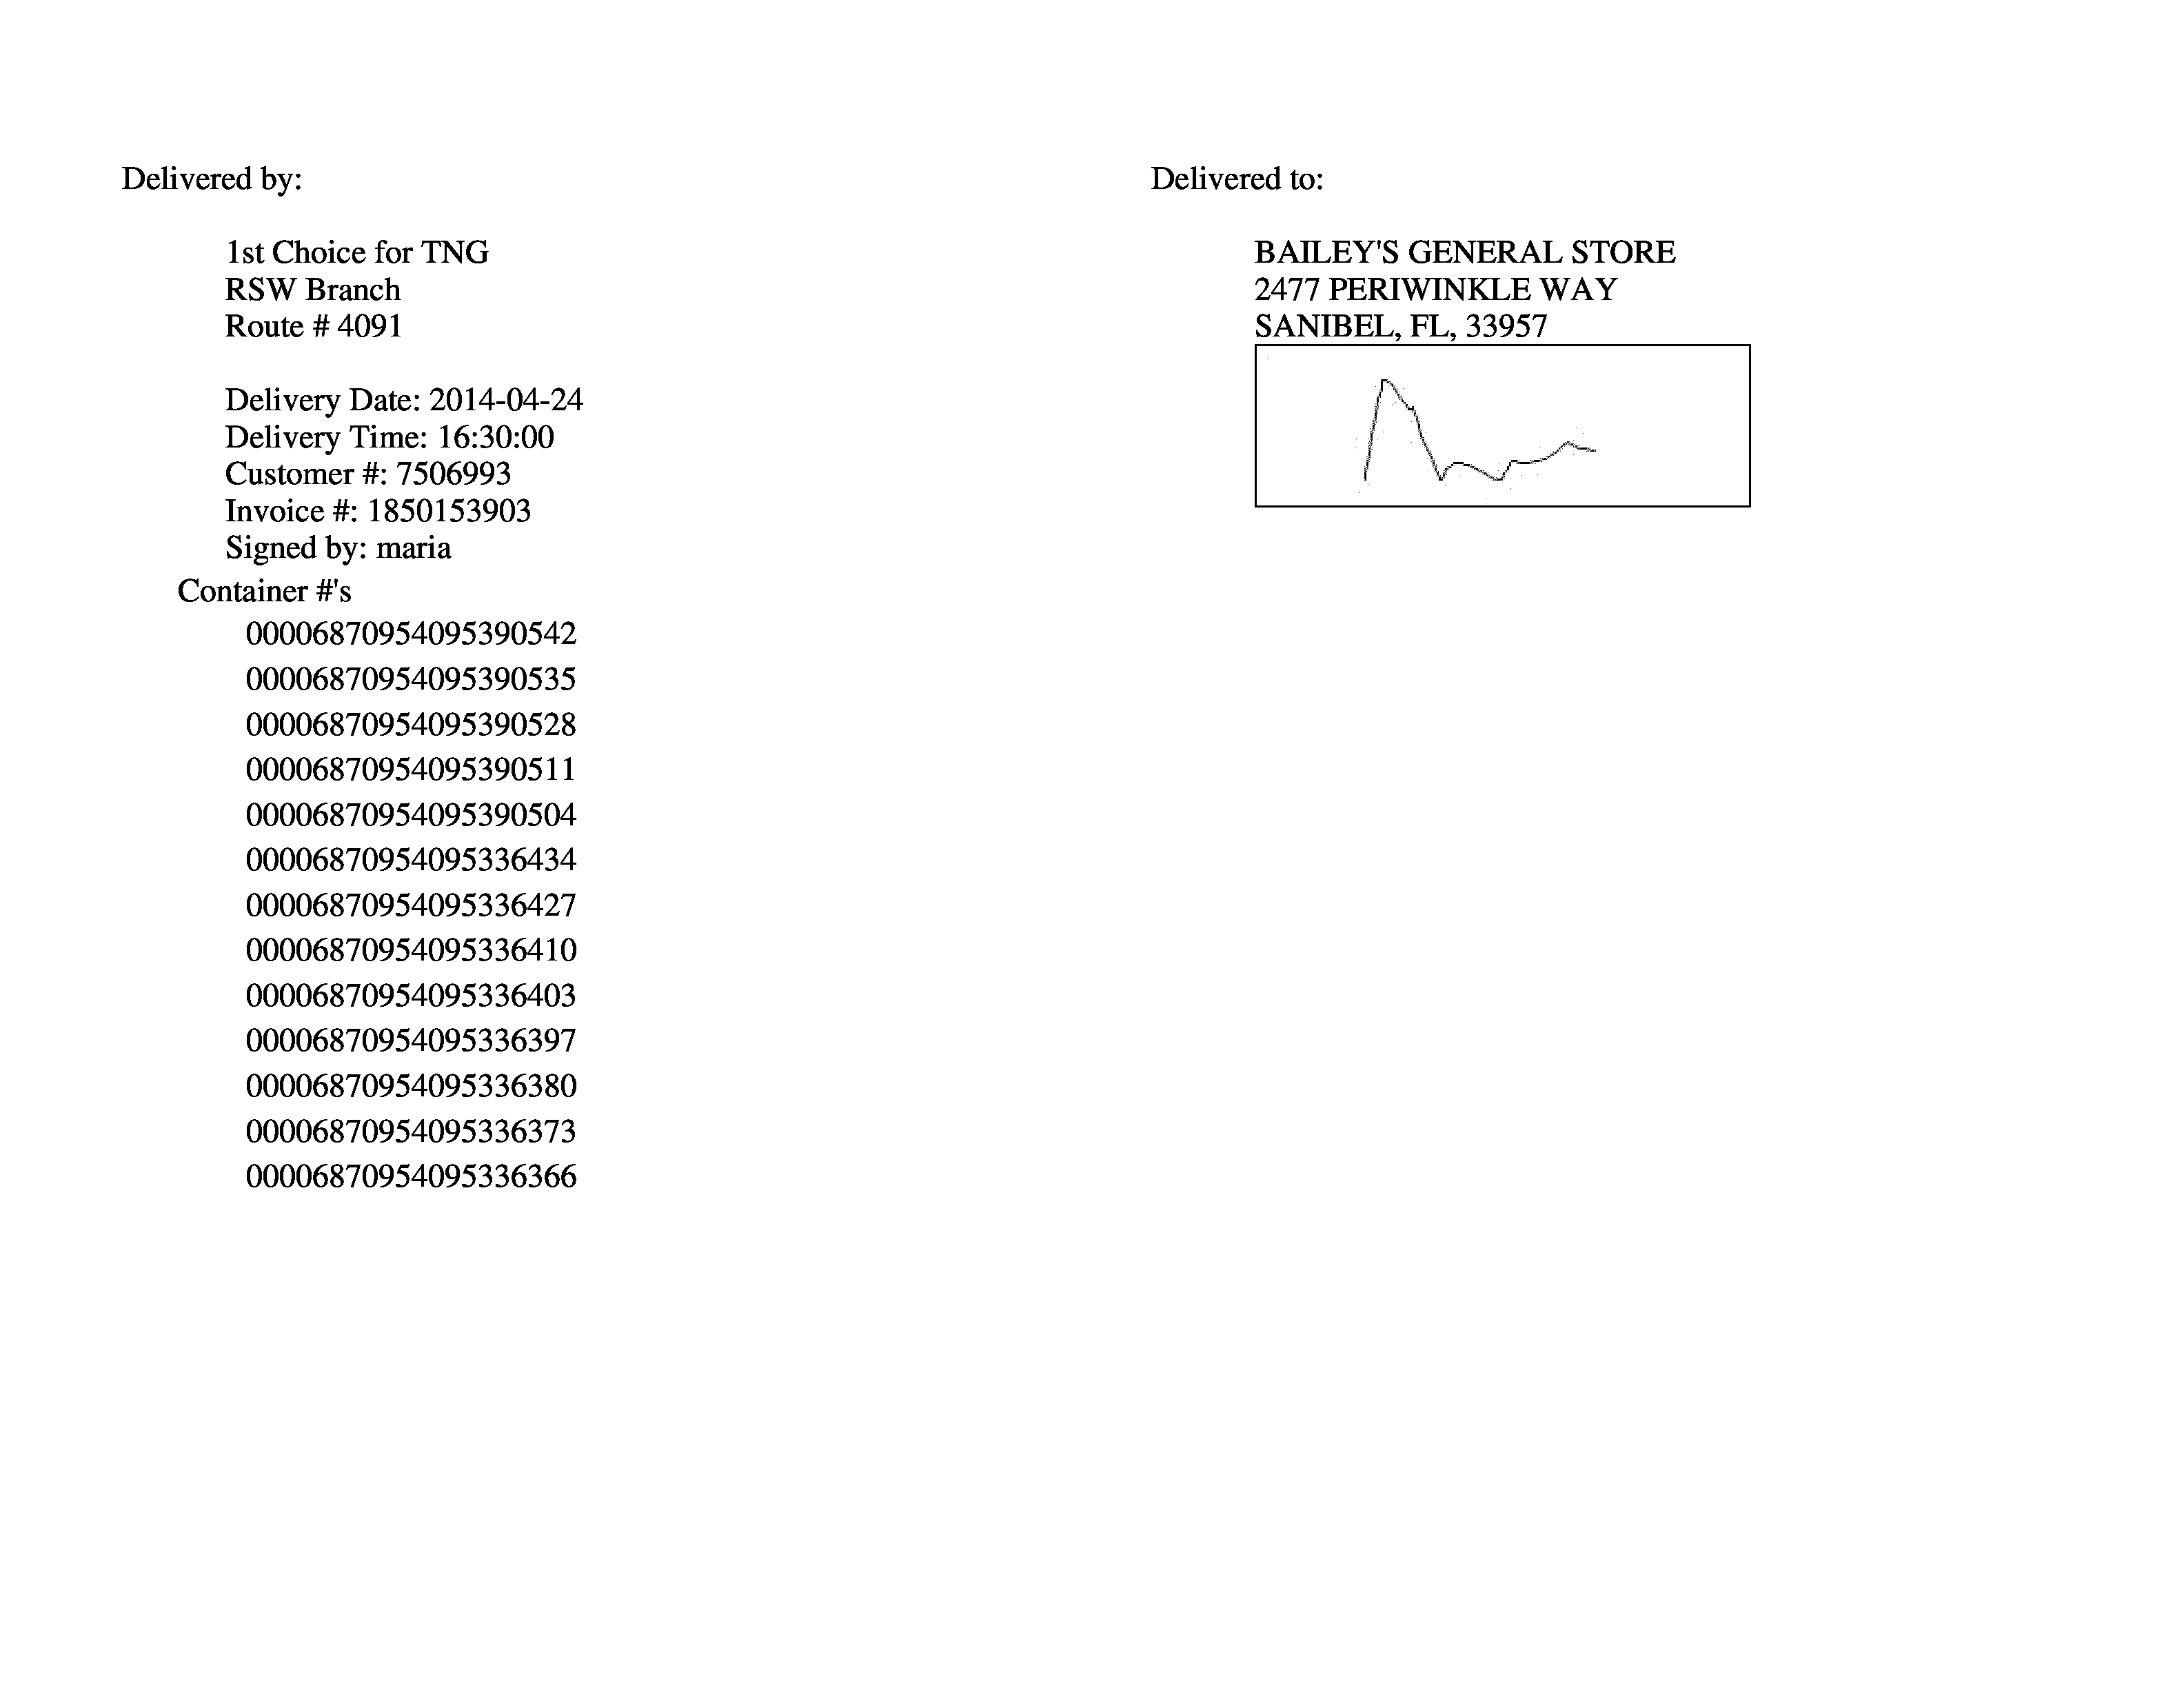 Delivered by:
1st Choice for TNG
RSW Branch
Route # 4091
Delivery Date: 2014-04-24
Delivery Time: 16:30:00
Customer #: 7506993
Invoice #: 1850153903
Signed by: maria
Container #'s
00006870954095390542
00006870954095390535
00006870954095390528
00006870954095390511
00006870954095390504
00006870954095336434
00006870954095336427
00006870954095336410
00006870954095336403
00006870954095336397
00006870954095336380
00006870954095336373
00006870954095336366
Delivered to:
BAILEY'S GENERAL STORE
2477 PERIWINKLE WAY
SANIBEL, FL, 33957